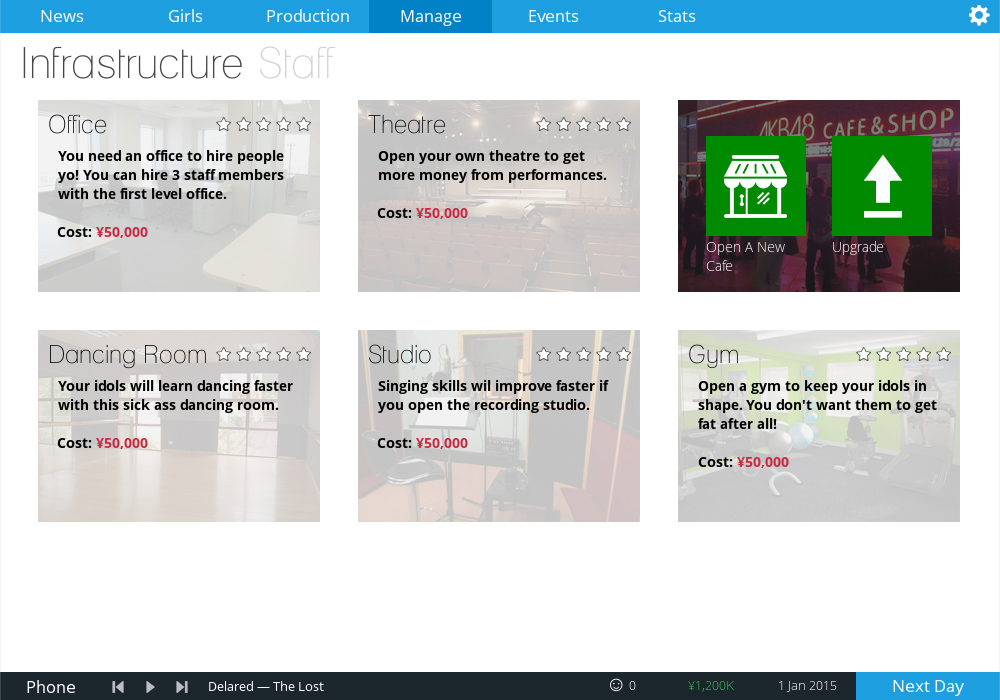 News Girls Production Manage Events Stats
Infrastructure Staff
Office
You need an office to hire people
yo! You can hire 3 staff members
with the first level office.
Cost: ¥50,000
Theatre
Open your own theatre to get
more money from performances.
Cost: ¥50,000
AKB48 CAFE & SHOP
Open A New
Cafe
Upgrade
Dancing Room
Your idols will learn dancing faster
with this sick ass dancing room.
Cost: ¥50,000
Studio
Singing skills wil improve faster if
you open the recording studio.
Cost: ¥50,000
Gym
Open a gym to keep your idols in
shape. You don't want them to get
fat after all!
Cost: ¥50,000
Phone Delared — The Lost 0 ¥1,200K 1 Jan 2015 Next Day